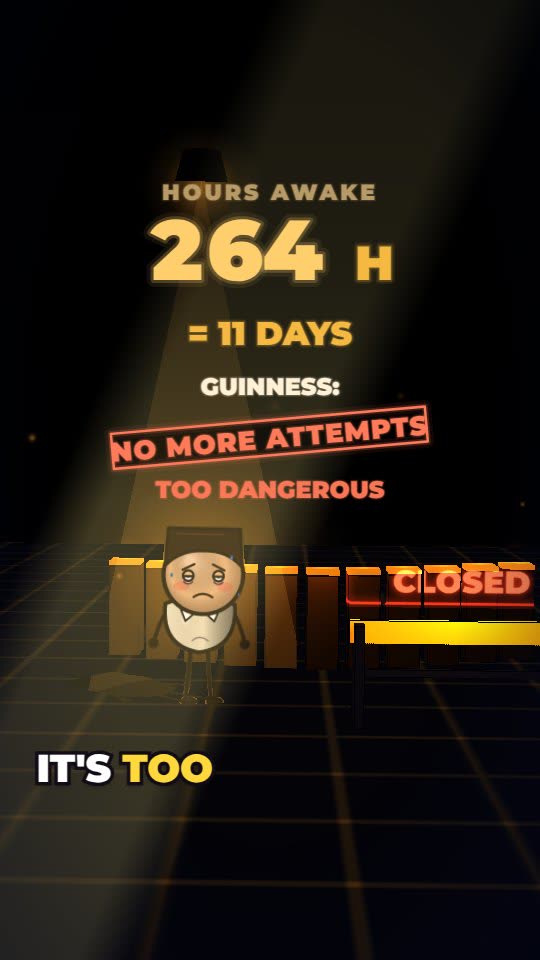 HOURS AWAKE
264 H
= 11 DAYS
GUINNESS:
NO MORE ATTEMPTS
TOO DANGEROUS
CLOSED
IT'S TOO